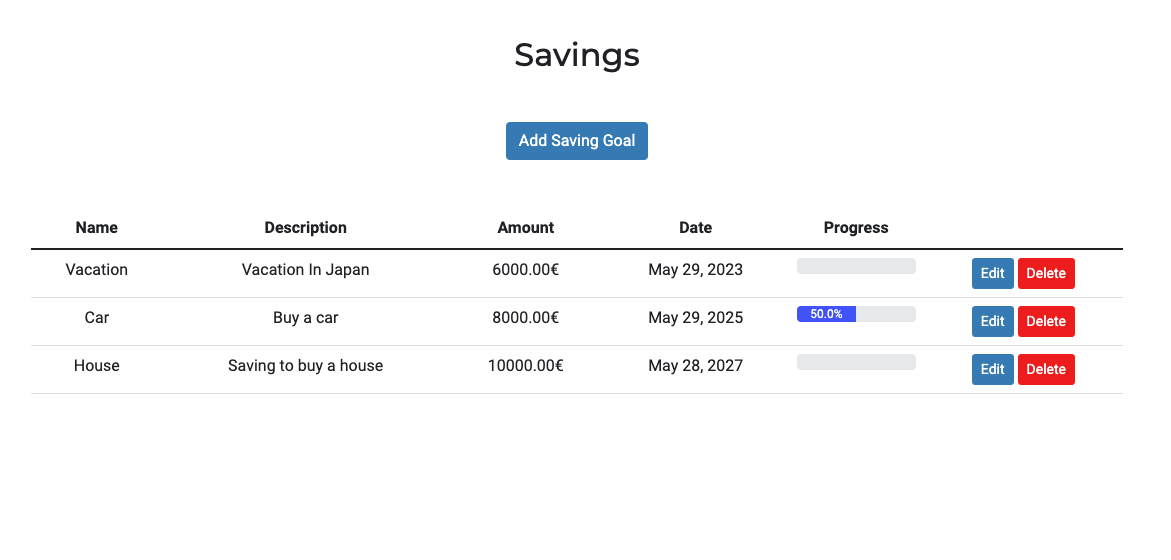 Savings
Add Saving Goal
Name Description Amount Date Progress
Vacation Vacation In Japan 6000.00€ May 29, 2023 Edit Delete
Car Buy a car 8000.00€ May 29, 2025 50.0% Edit Delete
House Saving to buy a house 10000.00€ May 28, 2027 Edit Delete